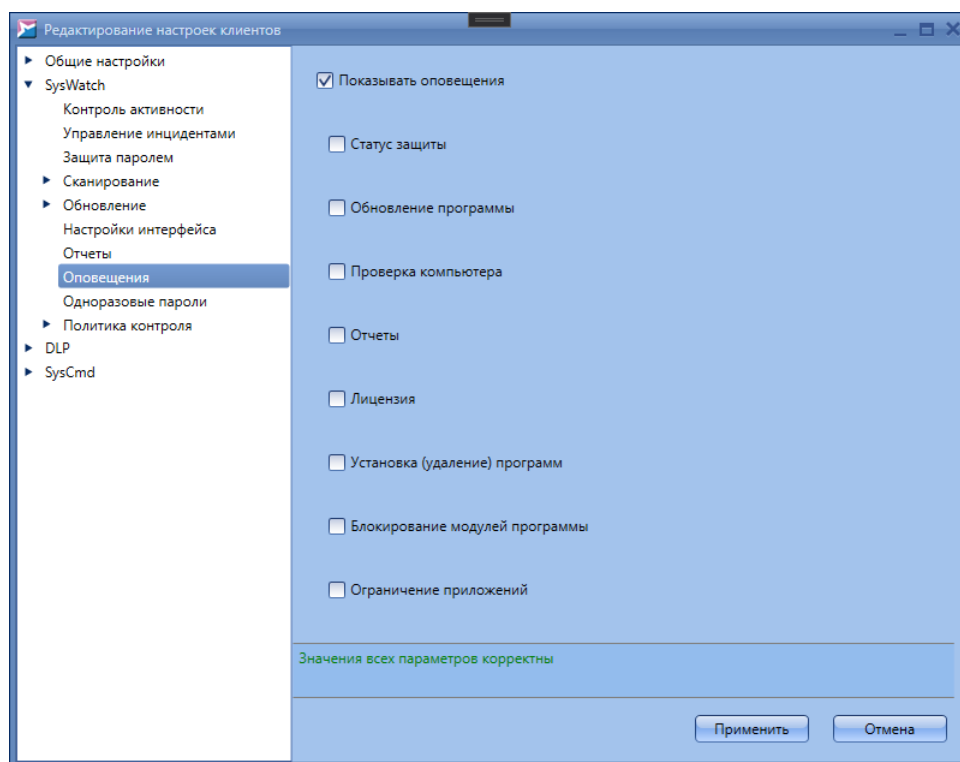 Редактирование настроек клиентов
Общие настройки
SysWatch
Контроль активности
Управление инцидентами
Защита паролем
Сканирование
Обновление
Настройки интерфейса
Отчеты
Оповещения
Одноразовые пароли
Политика контроля
DLP
SysCmd
Показывать оповещения
Статус защиты
Обновление программы
Проверка компьютера
Отчеты
Лицензия
Установка (удаление) программ
Блокирование модулей программы
Ограничение приложений
Значения всех параметров корректны
Применить
Отмена